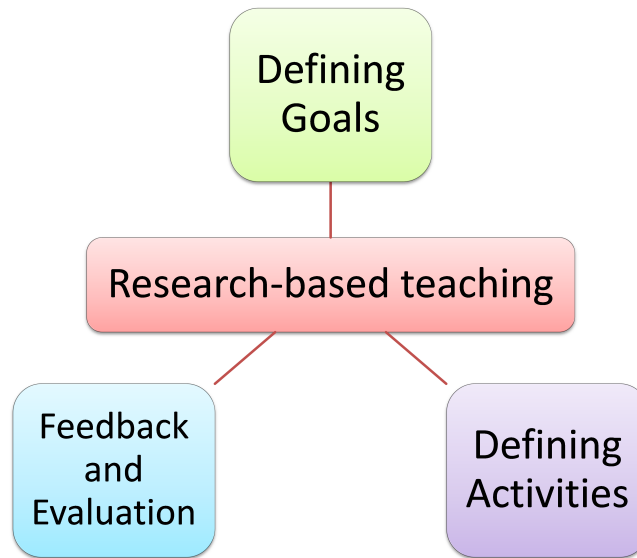 Defining
Goals
Research-based teaching
Feedback
and
Evaluation
Defining
Activities